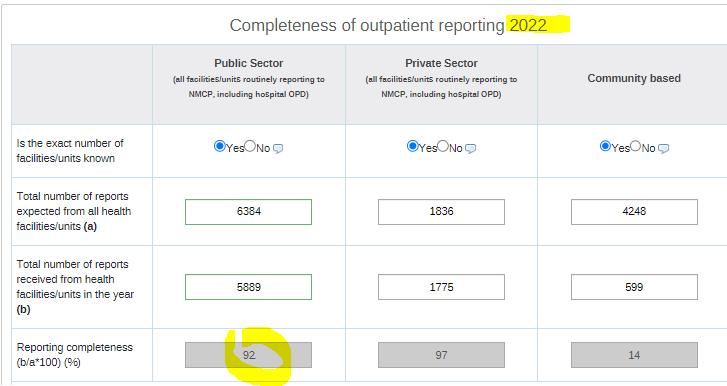 Completeness of outpatient reporting 2022
Public Sector
(all facilities/units routinely reporting to
NMCP, including hospital OPD)
Private Sector
(all facilities/units routinely reporting to
NMCP, including hospital OPD)
Community based
Is the exact number of
facilities/units known
Yes No
Yes No
Yes No
Total number of reports
expected from all health
facilities/units (a)
6384
1836
4248
Total number of reports
received from health
facilities/units in the year
(b)
5889
1775
599
Reporting completeness
(b/a*100) (%)
92
97
14